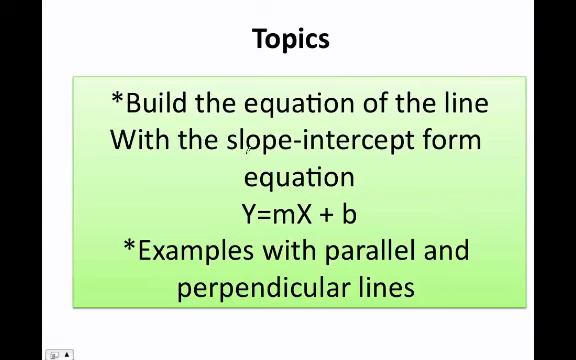 Topics
*Build the equation of the line
With the slope-intercept form
equation
Y=mX + b
*Examples with parallel and
perpendicular lines